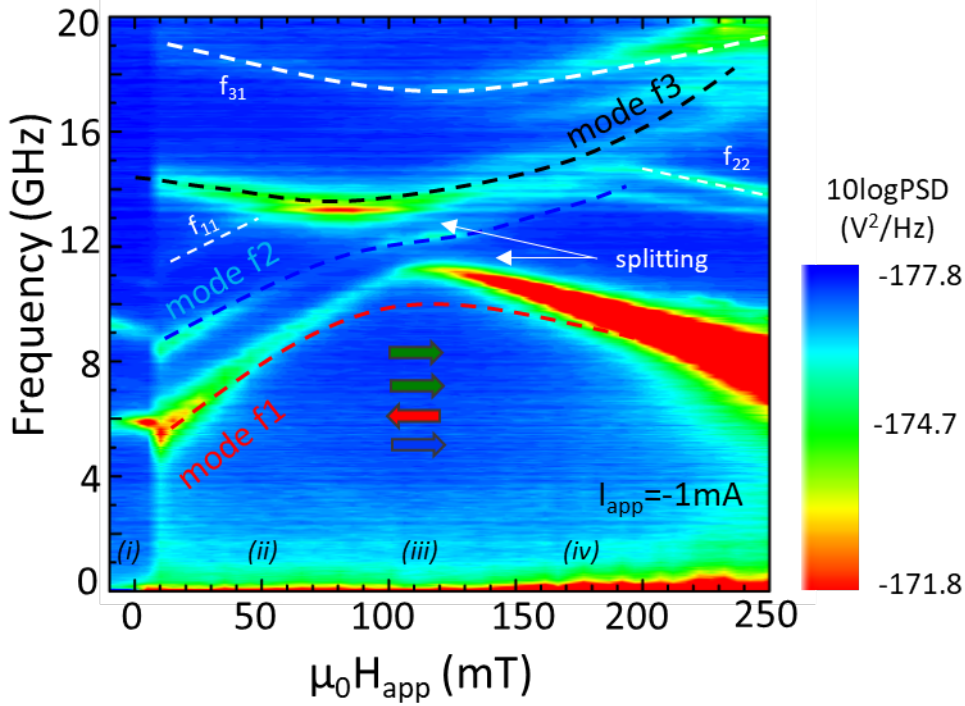 20
16
12
8
4
0
Frequency (GHz)
f31
mode f3
f22
f11
mode f2
splitting
mode f1
Iapp=-1mA
(i)
(ii)
(iii)
(iv)
0
50
100
150
200
250
μ0Happ (mT)
10logPSD
(V²/Hz)
-177.8
-174.7
-171.8